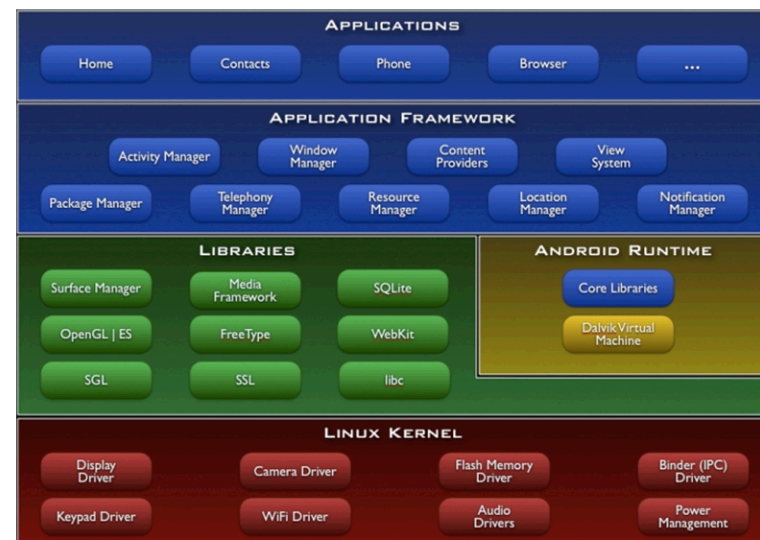 APPLICATIONS
Home
Contacts
Phone
Browser
...
APPLICATION FRAMEWORK
Activity Manager
Window
Manager
Content
Providers
View
System
Package Manager
Telephony
Manager
Resource
Manager
Location
Manager
Notification
Manager
LIBRARIES
Surface Manager
Media
Framework
SQLite
OpenGL | ES
FreeType
WebKit
SGL
SSL
libc
ANDROID RUNTIME
Core Libraries
Dalvik Virtual
Machine
LINUX KERNEL
Display
Driver
Camera Driver
Flash Memory
Driver
Binder (IPC)
Driver
Keypad Driver
WiFi Driver
Audio
Drivers
Power
Management